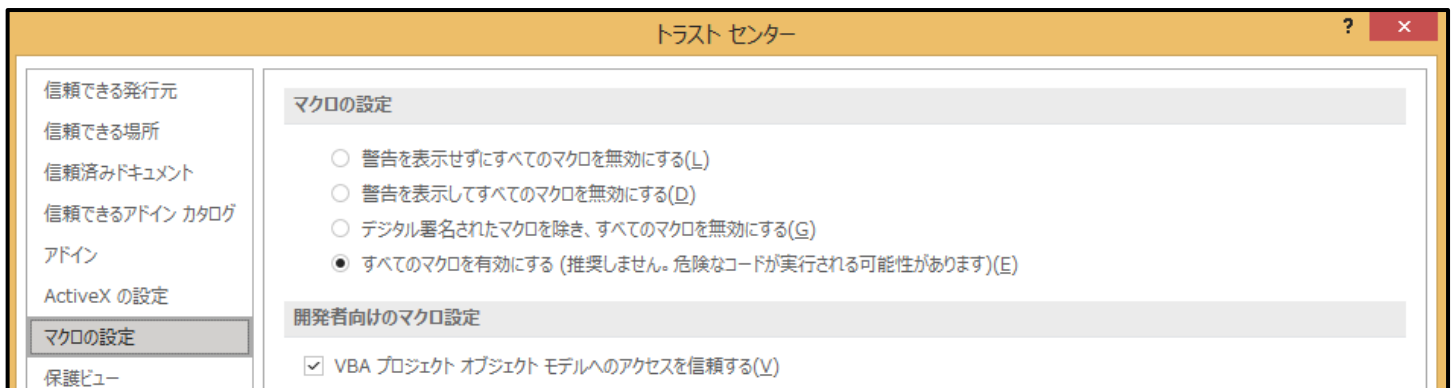 トラスト センター
?
×
信頼できる発行元
信頼できる場所
信頼済みドキュメント
信頼できるアドイン カタログ
アドイン
ActiveX の設定
マクロの設定
保護ビュー
マクロの設定
警告を表示せずにすべてのマクロを無効にする(L)
警告を表示してすべてのマクロを無効にする(D)
デジタル署名されたマクロを除き、すべてのマクロを無効にする(G)
すべてのマクロを有効にする (推奨しません。危険なコードが実行される可能性があります)(E)
開発者向けのマクロ設定
VBA プロジェクト オブジェクト モデルへのアクセスを信頼する(V)